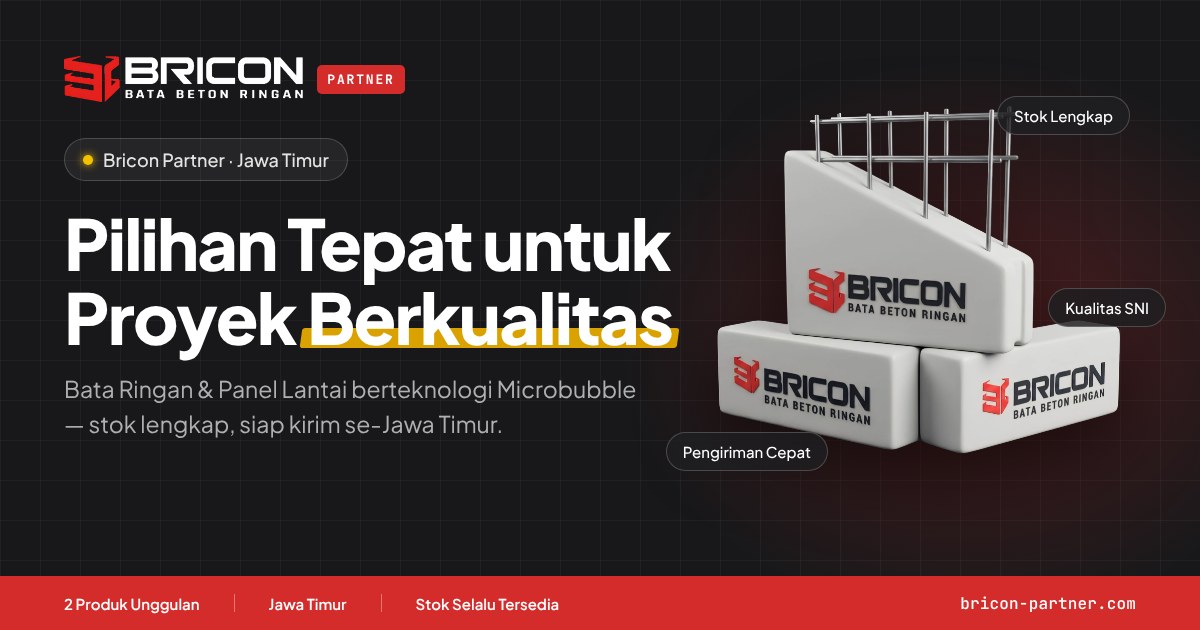 BRICON
BATA BETON RINGAN
PARTNER
Bricon Partner · Jawa Timur
Pilihan Tepat untuk
Proyek Berkualitas
Bata Ringan & Panel Lantai berteknologi Microbubble
— stok lengkap, siap kirim se-Jawa Timur.
Stok Lengkap
BRICON
BATA BETON RINGAN
Kualitas SNI
BRICON
BATA BETON RINGAN
BRICON
BATA BETON RINGAN
Pengiriman Cepat
2 Produk Unggulan
Jawa Timur
Stok Selalu Tersedia
bricon-partner.com